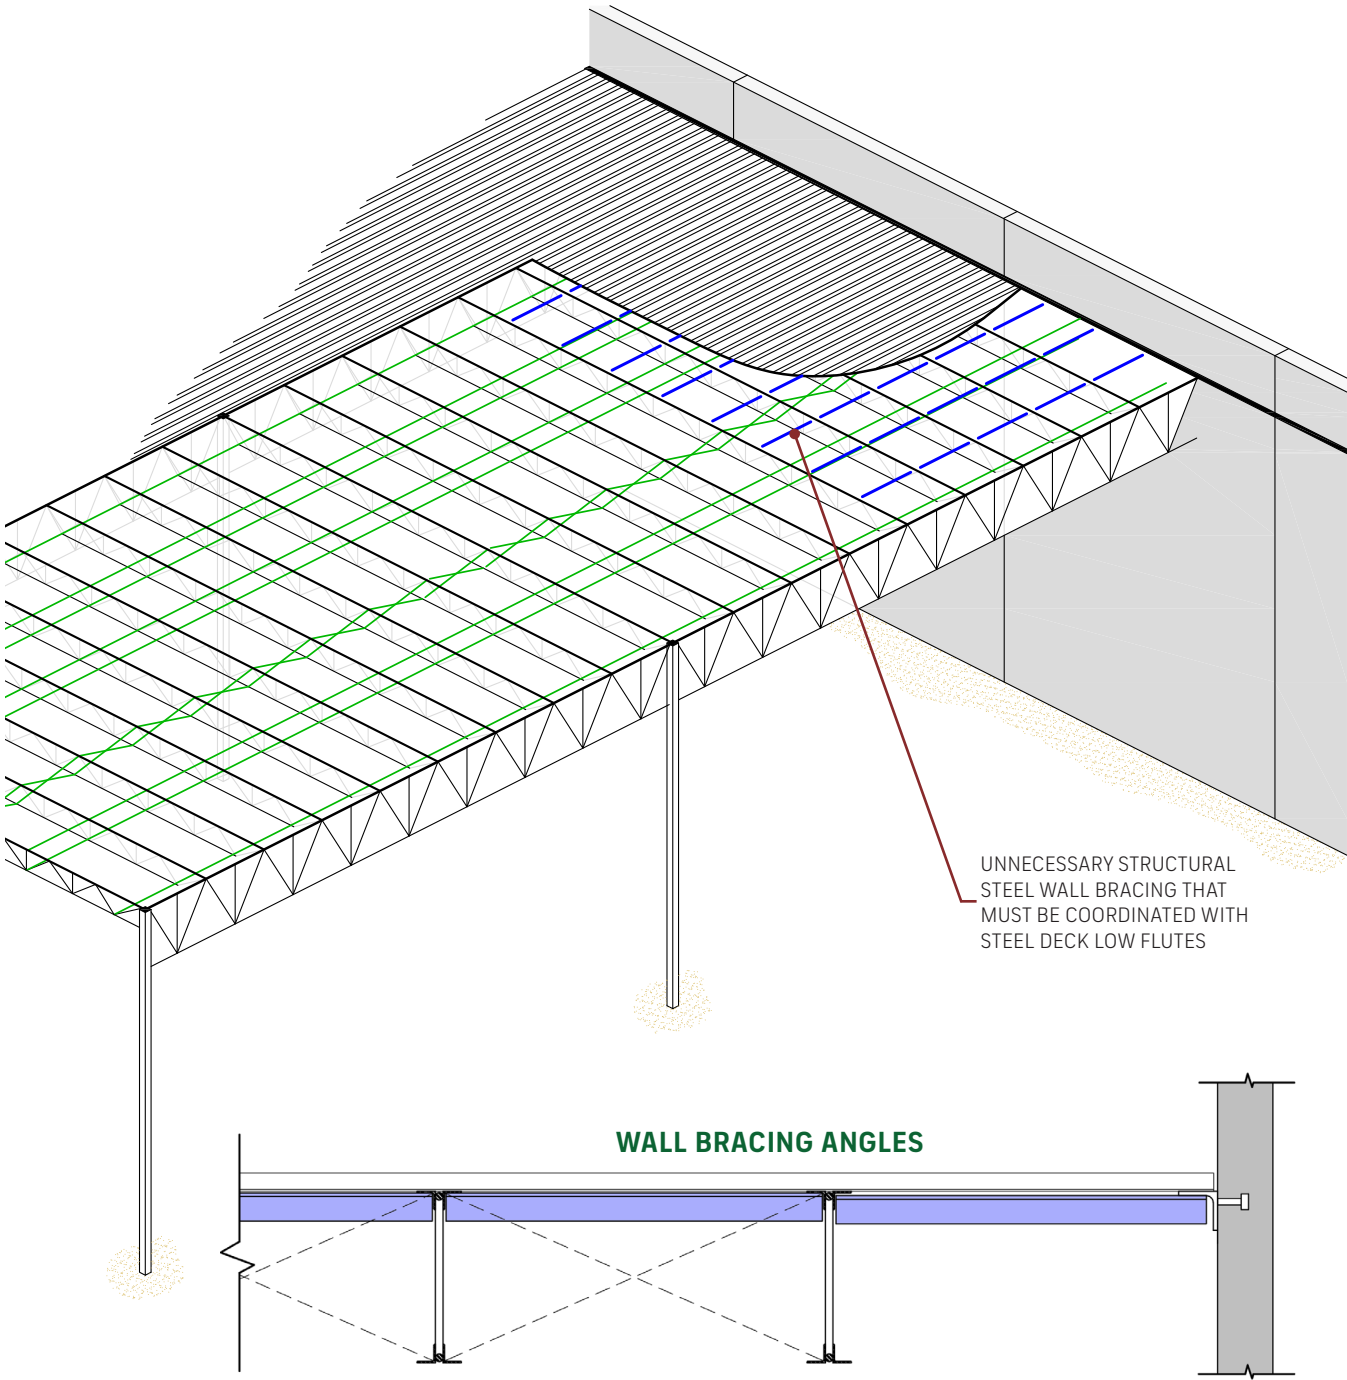 UNNECESSARY STRUCTURAL
STEEL WALL BRACING THAT
MUST BE COORDINATED WITH
STEEL DECK LOW FLUTES
WALL BRACING ANGLES